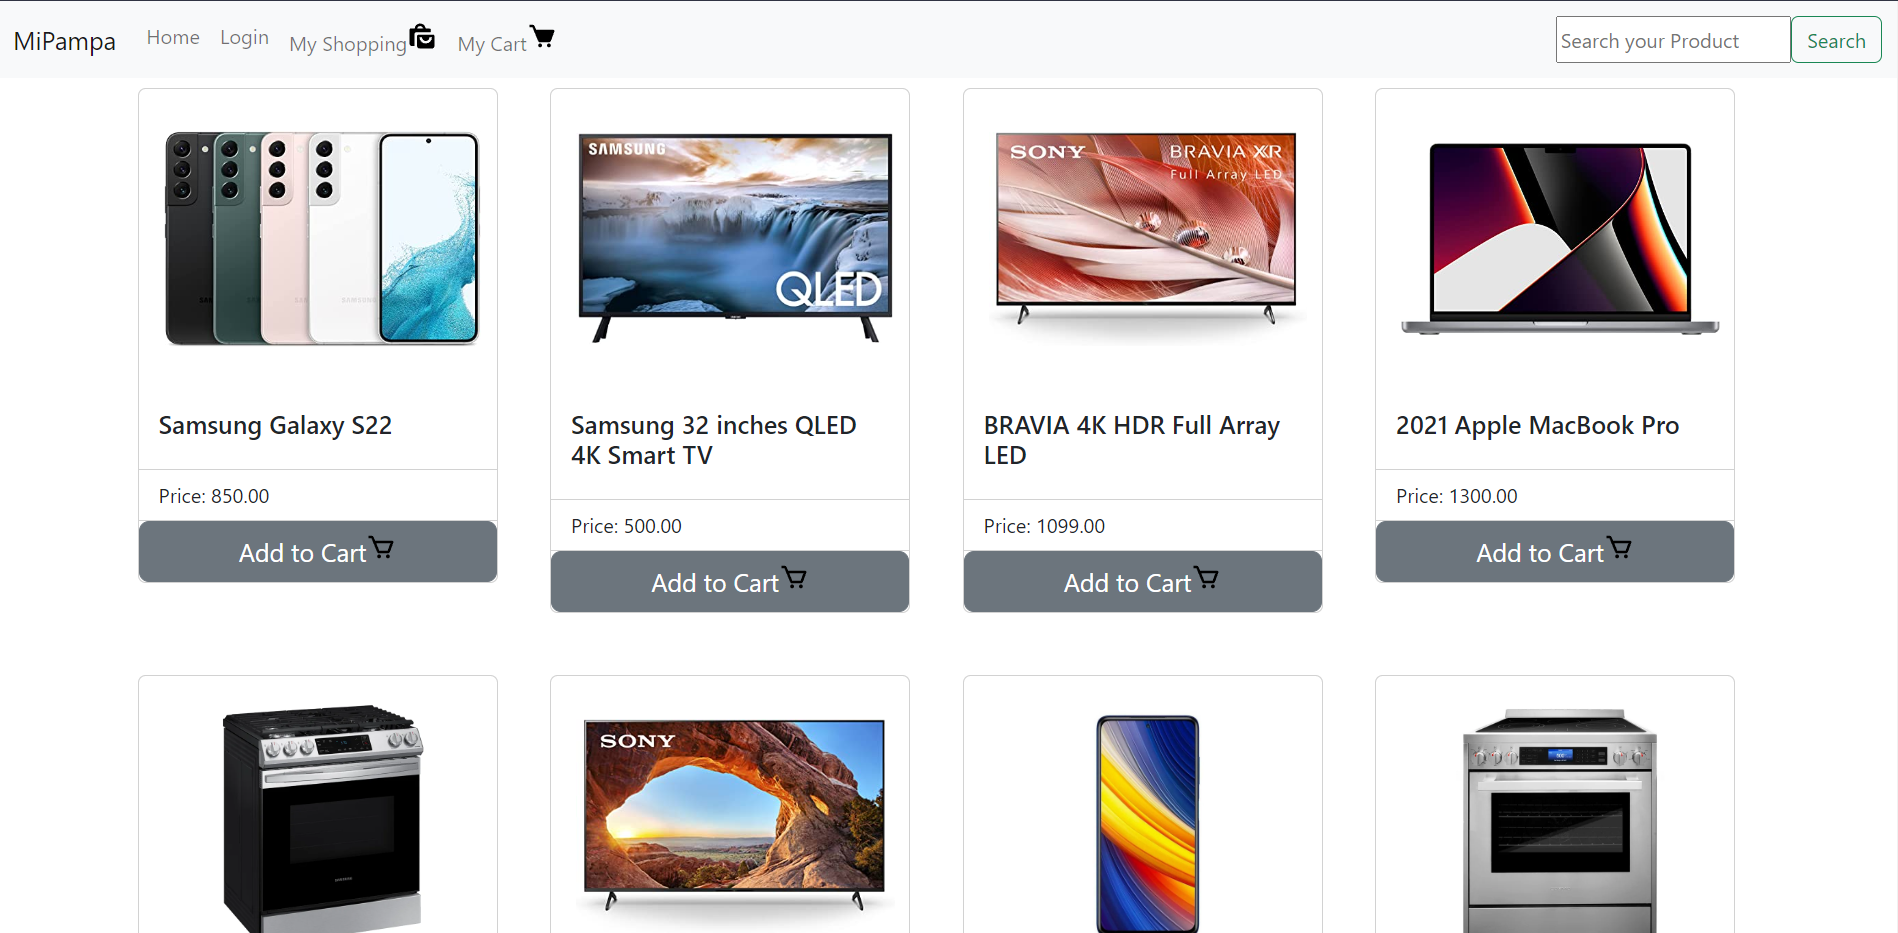 MiPampa Home Login My Shopping My Cart Search your Product Search
SAMSUNG
QLED
SONY BRAVIA XR
Full Array LED
Samsung Galaxy S22
Price: 850.00
Add to Cart
Samsung 32 inches QLED
4K Smart TV
Price: 500.00
Add to Cart
BRAVIA 4K HDR Full Array
LED
Price: 1099.00
Add to Cart
2021 Apple MacBook Pro
Price: 1300.00
Add to Cart
SONY